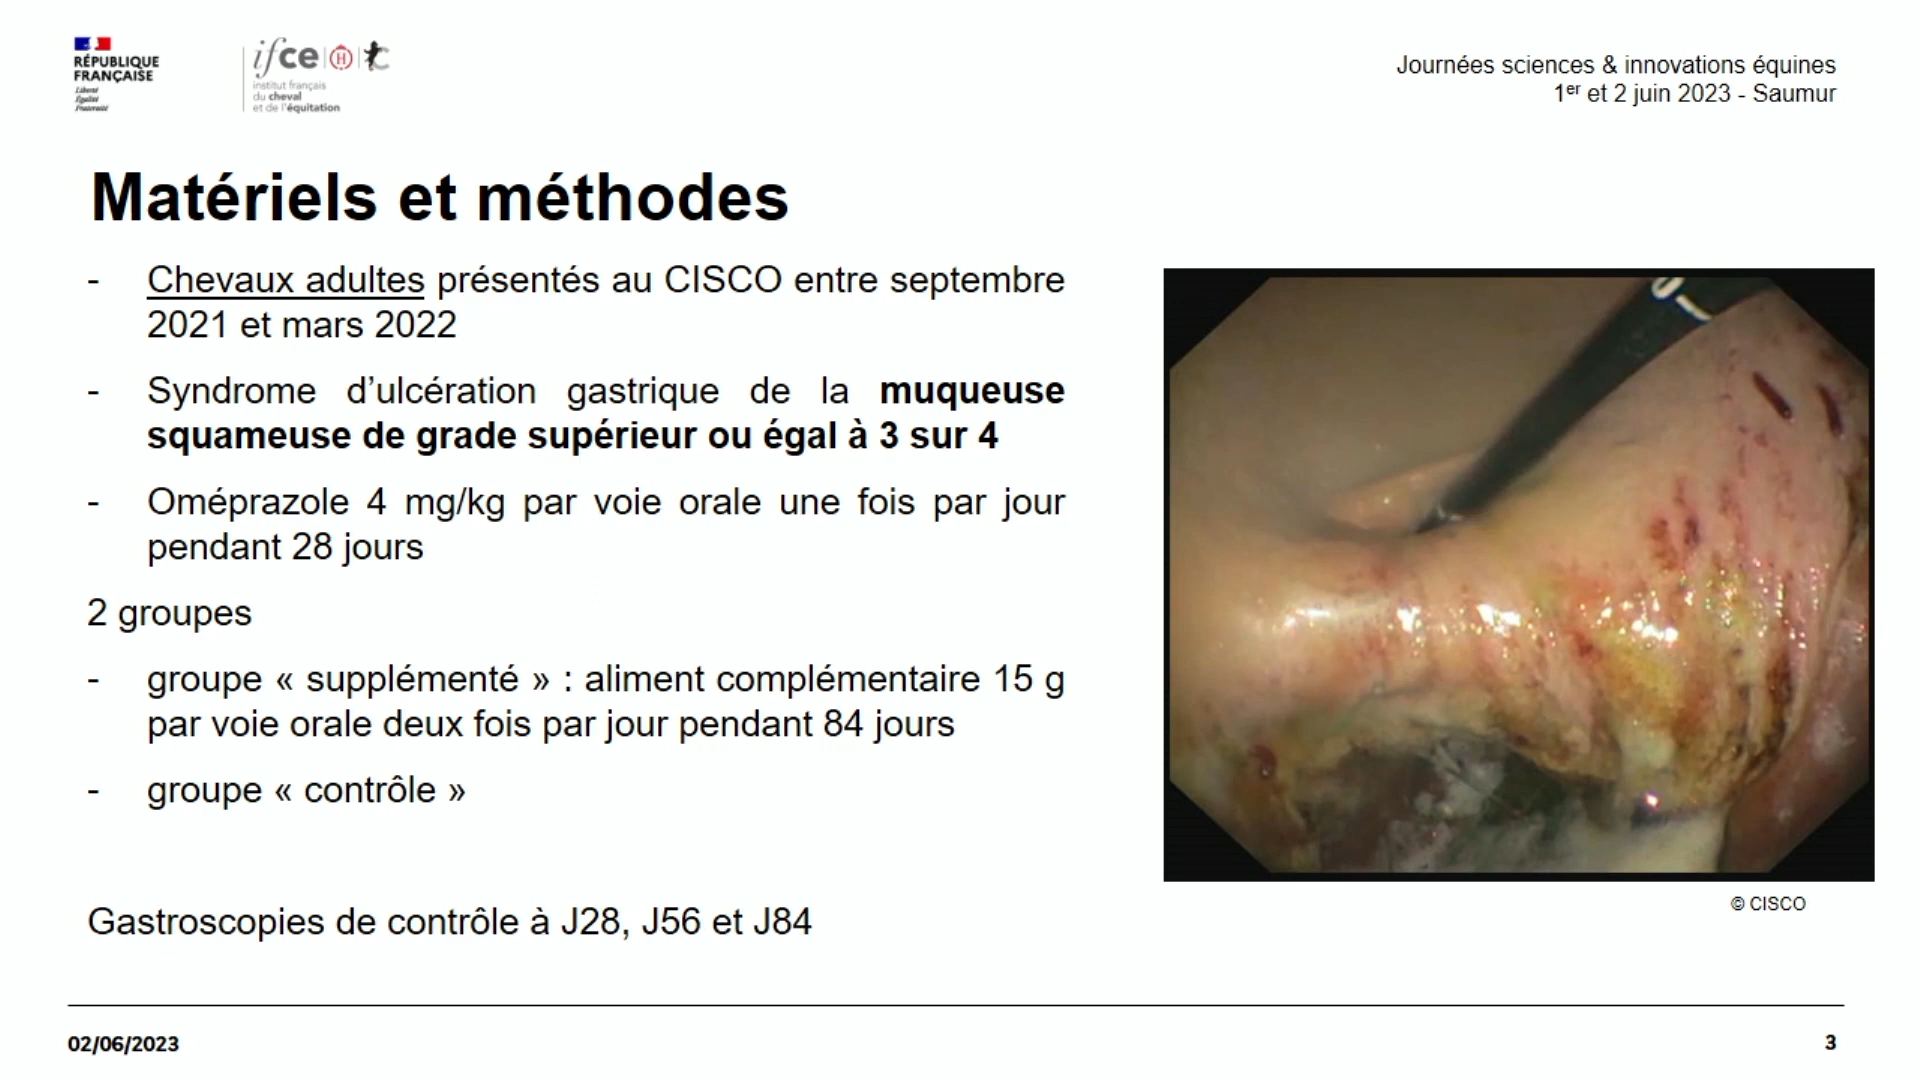 RÉPUBLIQUE
FRANÇAISE
Liberté
Égalité
Fraternité
ifce
H
institut français
du cheval
et de l'équitation
Journées sciences & innovations équines
1er et 2 juin 2023 - Saumur
Matériels et méthodes
- Chevaux adultes présentés au CISCO entre septembre
2021 et mars 2022
- Syndrome d'ulcération gastrique de la muqueuse
squameuse de grade supérieur ou égal à 3 sur 4
- Oméprazole 4 mg/kg par voie orale une fois par jour
pendant 28 jours
2 groupes
- groupe « supplémenté » : aliment complémentaire 15 g
par voie orale deux fois par jour pendant 84 jours
- groupe « contrôle »
Gastroscopies de contrôle à J28, J56 et J84
© CISCO
02/06/2023
3